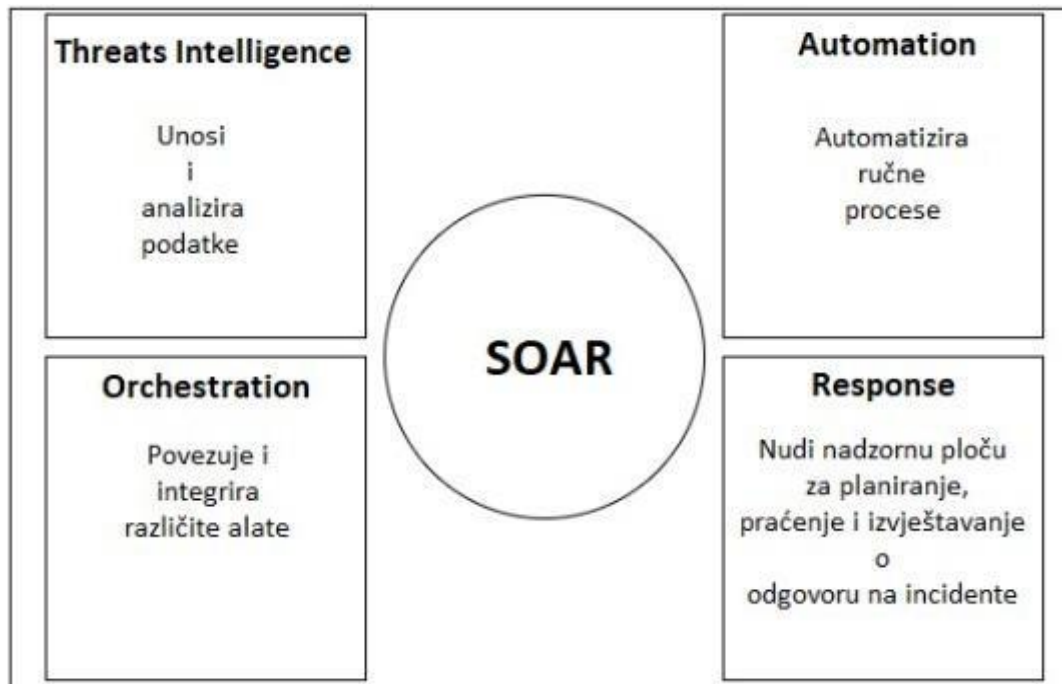 Threats Intelligence
Unosi
i
analizira
podatke
Automation
Automatizira
ručne
procese
SOAR
Orchestration
Povezuje i
integrira
različite alate
Response
Nudi nadzornu ploču
za planiranje,
praćenje i izvještavanje
o
odgovoru na incidente